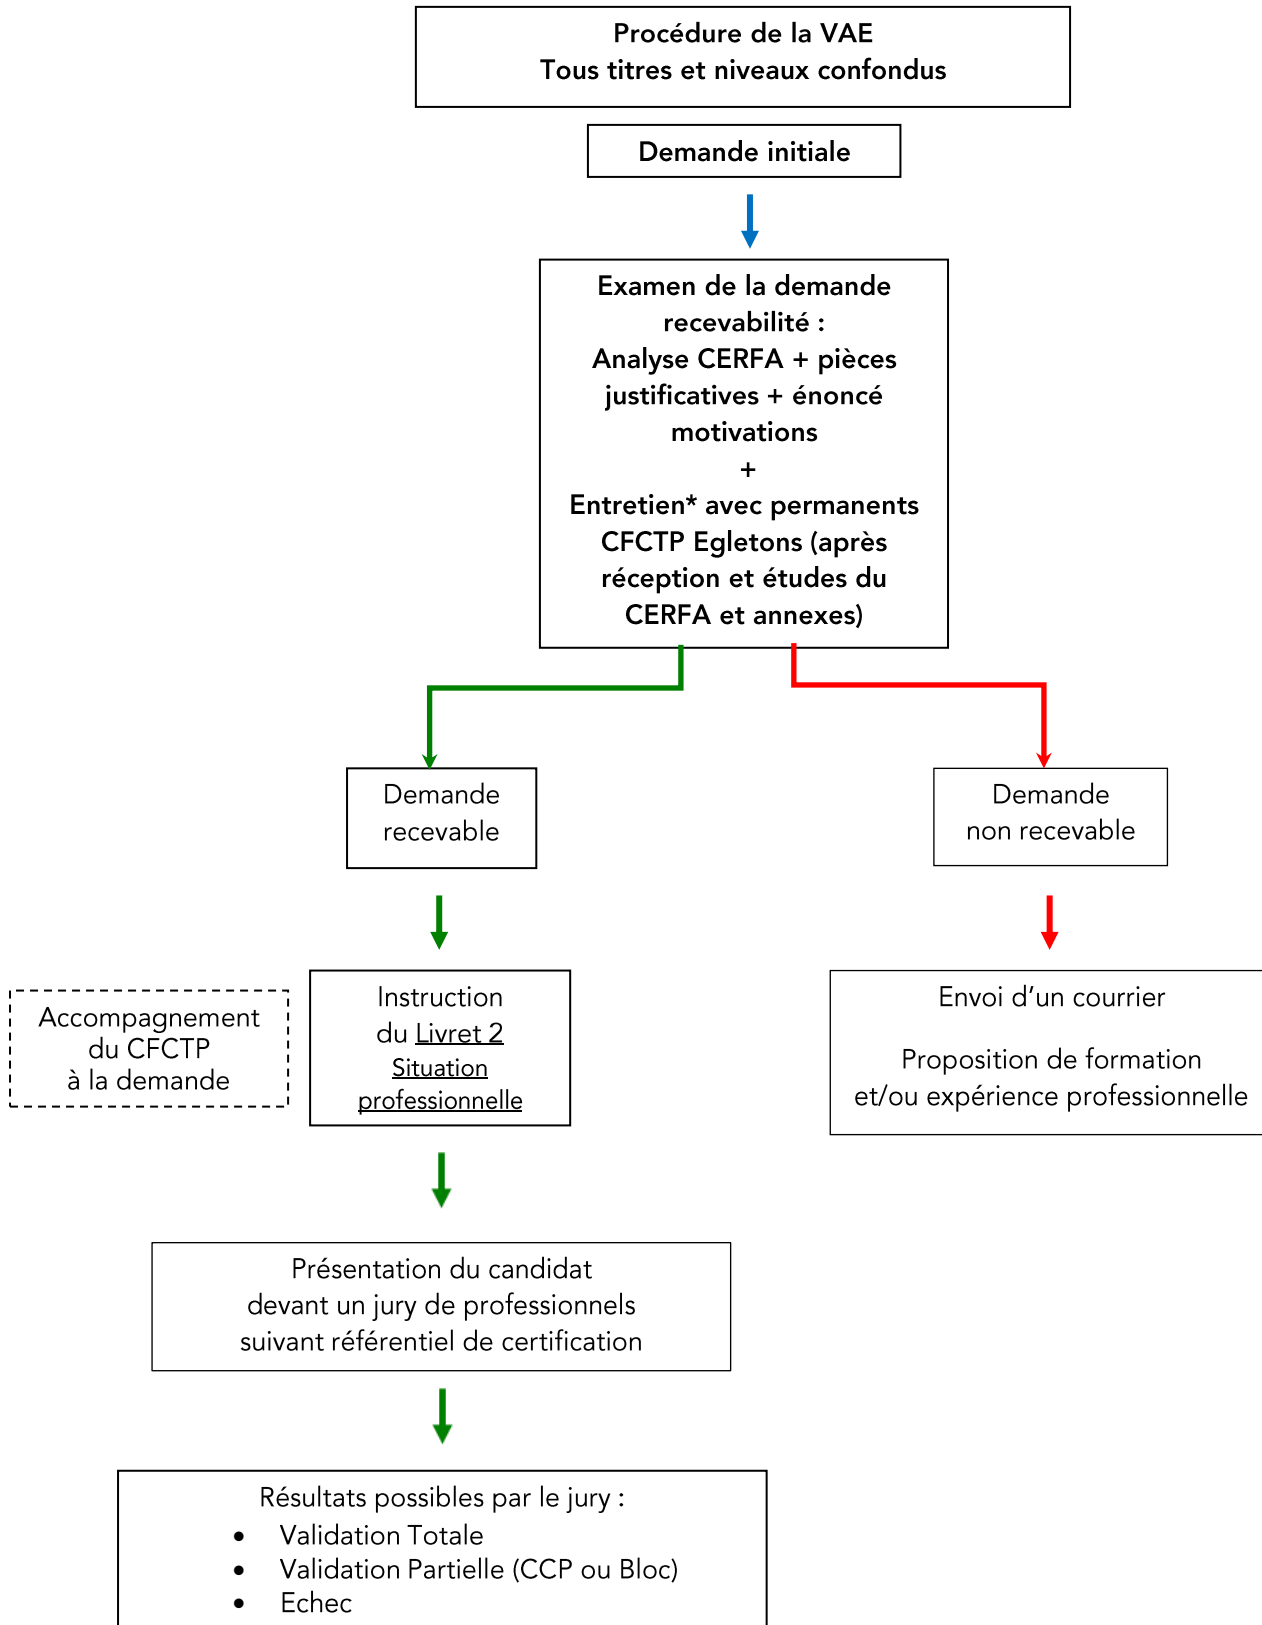 Procédure de la VAE
Tous titres et niveaux confondus
Demande initiale
Examen de la demande
recevabilité :
Analyse CERFA + pièces
justificatives + énoncé
motivations
+
Entretien* avec permanents
CFCTP Egletons (après
réception et études du
CERFA et annexes)
Demande
recevable
Demande
non recevable
Accompagnement
du CFCTP
à la demande
Instruction
du Livret 2
Situation
professionnelle
Envoi d’un courrier
Proposition de formation
et/ou expérience professionnelle
Présentation du candidat
devant un jury de professionnels
suivant référentiel de certification
Résultats possibles par le jury :
• Validation Totale
• Validation Partielle (CCP ou Bloc)
• Echec